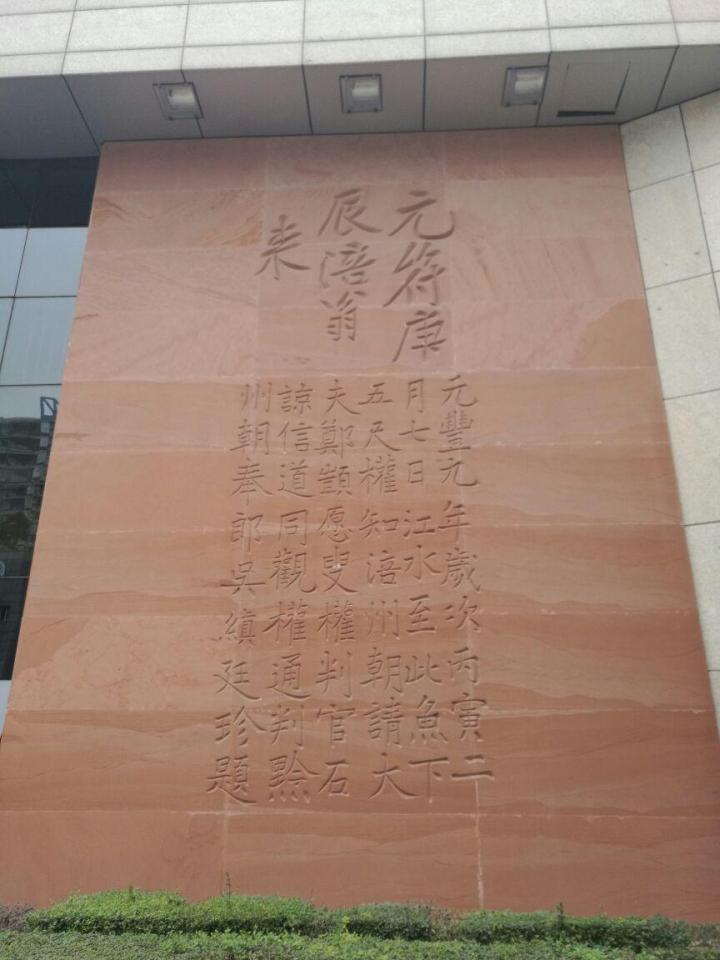 元符庚
辰涪翁
来
元豐元年歲次丙寅二
月七日江水至此魚下
五尺權知涪州朝請大
夫鄭顗愿叟權判官石
諒信道同觀權通判黔
州朝奉郎吳縝廷珍題